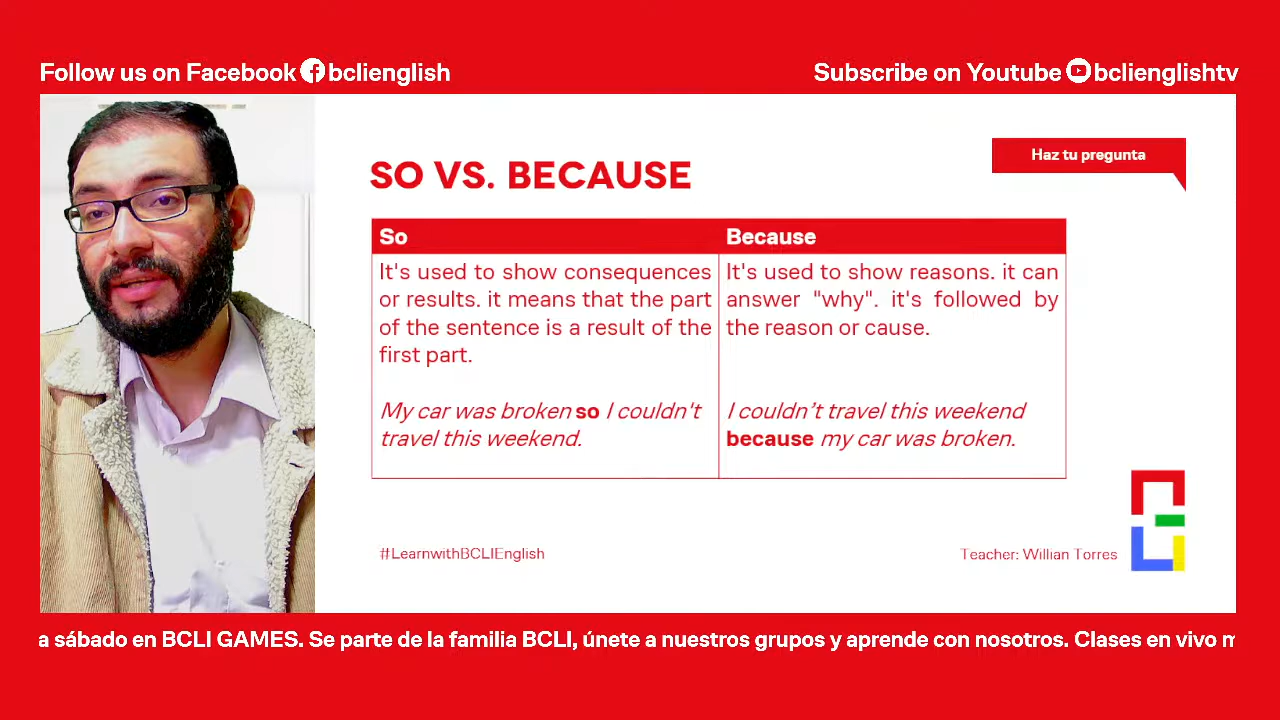 Follow us on Facebook bclienglish
Subscribe on Youtube bclienglishtv
Haz tu pregunta
SO VS. BECAUSE
So
It's used to show consequences
or results. it means that the part
of the sentence is a result of the
first part.
My car was broken so I couldn't
travel this weekend.
Because
It's used to show reasons. it can
answer "why". it's followed by
the reason or cause.
I couldn’t travel this weekend
because my car was broken.
#LearnwithBCLIEnglish
Teacher: Willian Torres
a sábado en BCLI GAMES. Se parte de la familia BCLI, únete a nuestros grupos y aprende con nosotros. Clases en vivo